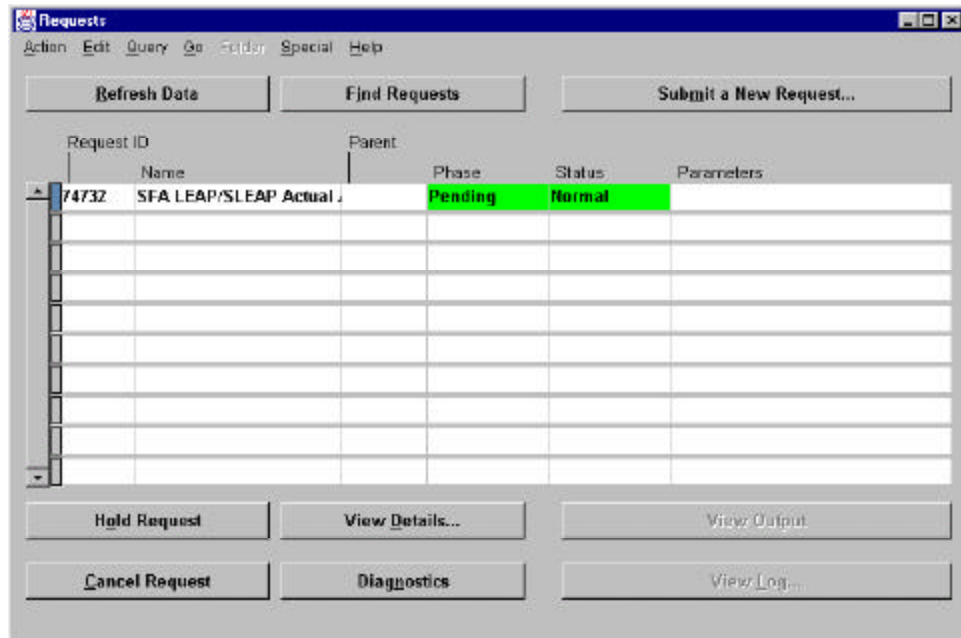 Requests
Action Edit Query Go Folder Special Help
Refresh Data Find Requests Submit a New Request...
Request ID Parent
Name Phase Status Parameters
74732 SFA LEAP/SLEAP Actual Pending Normal
Hold Request View Details... View Output
Cancel Request Diagnostics View Log...